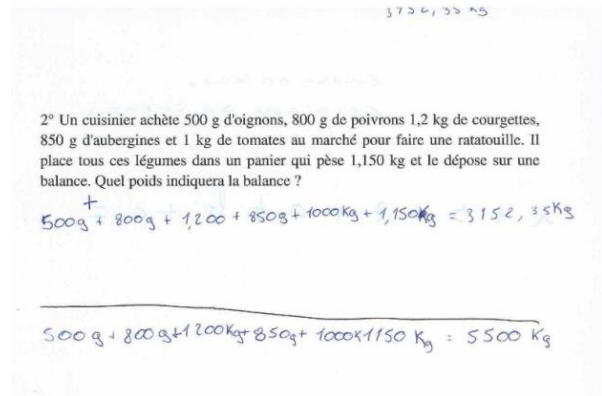 2° Un cuisinier achète 500 g d'oignons, 800 g de poivrons 1,2 kg de courgettes,
850 g d'aubergines et 1 kg de tomates au marché pour faire une ratatouille. Il
place tous ces légumes dans un panier qui pèse 1,150 kg et le dépose sur une
balance. Quel poids indiquera la balance ?
+
500g + 800g + 1,200 + 850g + 1000Kg + 1,150Kg = 3152,35Kg
500g + 800g+1200Kg+850g+ 1000K1150 Kg = 5500 Kg